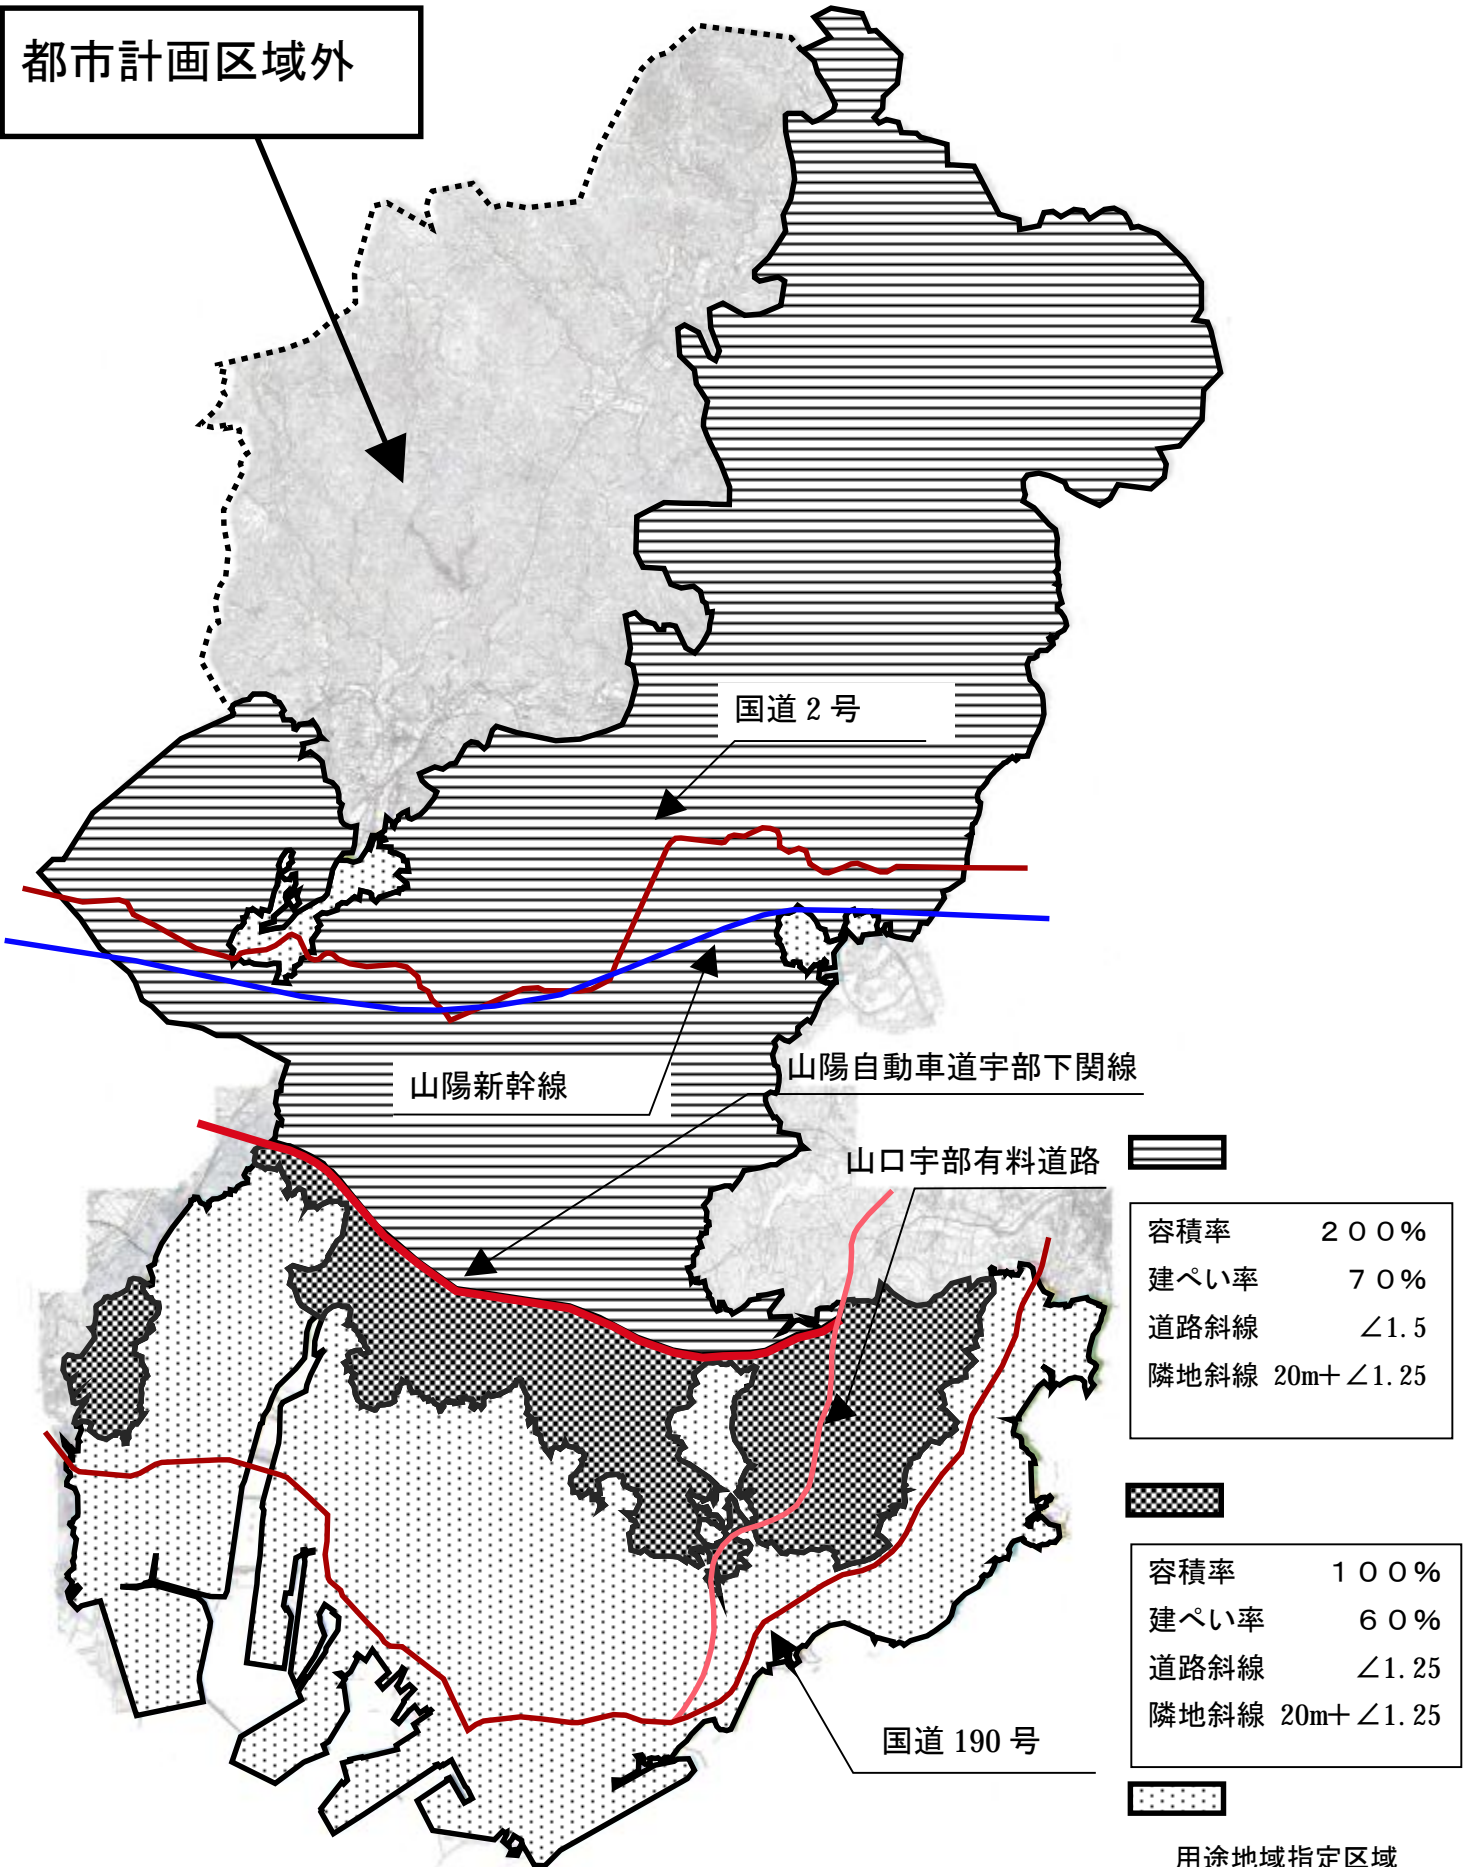 都市計画区域外
国道 2 号
山陽新幹線
山陽自動車道宇部下関線
山口宇部有料道路
容積率 200%
建ぺい率 70%
道路斜線 ∠1.5
隣地斜線 20m+∠1.25
容積率 100%
建ぺい率 60%
道路斜線 ∠1.25
隣地斜線 20m+∠1.25
国道 190 号
用途地域指定区域